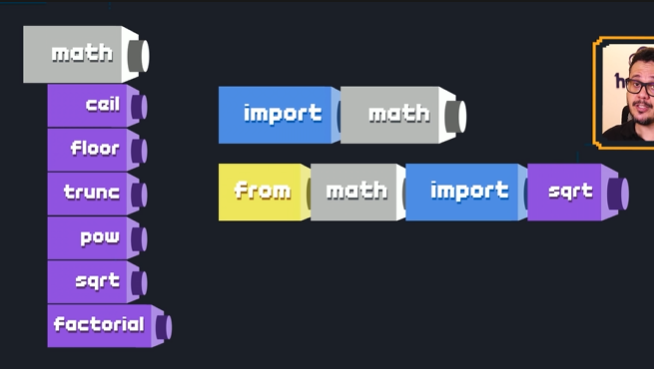 math
ceil
floor
trunc
pow
sqrt
factorial
import math
from math import sqrt